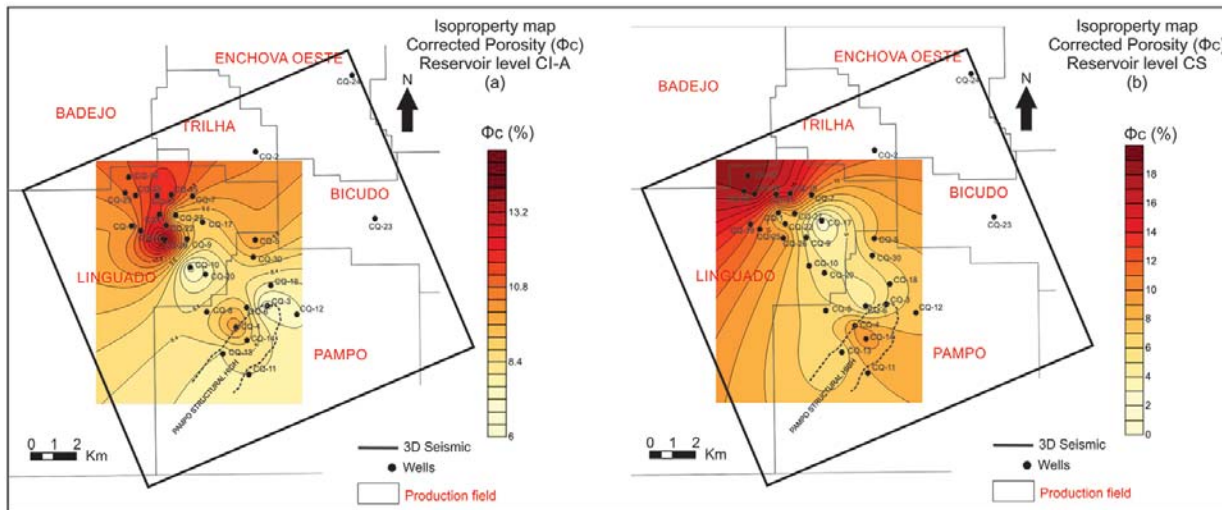 Isoproperty map
Corrected Porosity (Φc)
Reservoir level CI-A
(a)
ENCHOVA OESTE
CQ-24
BADEJO
N
TRILHA
Φc (%)
CQ-2
BICUDO
CQ-7
13.2
CQ-17
CQ-23
CQ-9
CQ-10
CQ-30
LINGUADO
CQ-20
10.8
CQ-18
CQ-3
CQ-12
CQ-4
CQ-14
PAMPO
CQ-13
8.4
CQ-11
PAMPO STRUCTURAL HIGH
6
0 1 2
Km
3D Seismic
Wells
Production field
Isoproperty map
Corrected Porosity (Φc)
Reservoir level CS
(b)
ENCHOVA OESTE
CQ-24
BADEJO
N
TRILHA
Φc (%)
CQ-2
18
BICUDO
16
CQ-7
CQ-17
14
CQ-23
CQ-9
12
CQ-30
CQ-10
LINGUADO
CQ-20
10
CQ-18
CQ-3
CQ-12
8
CQ-4
6
CQ-14
PAMPO
CQ-13
4
CQ-11
2
PAMPO STRUCTURAL HIGH
0
0 1 2
Km
3D Seismic
Wells
Production field